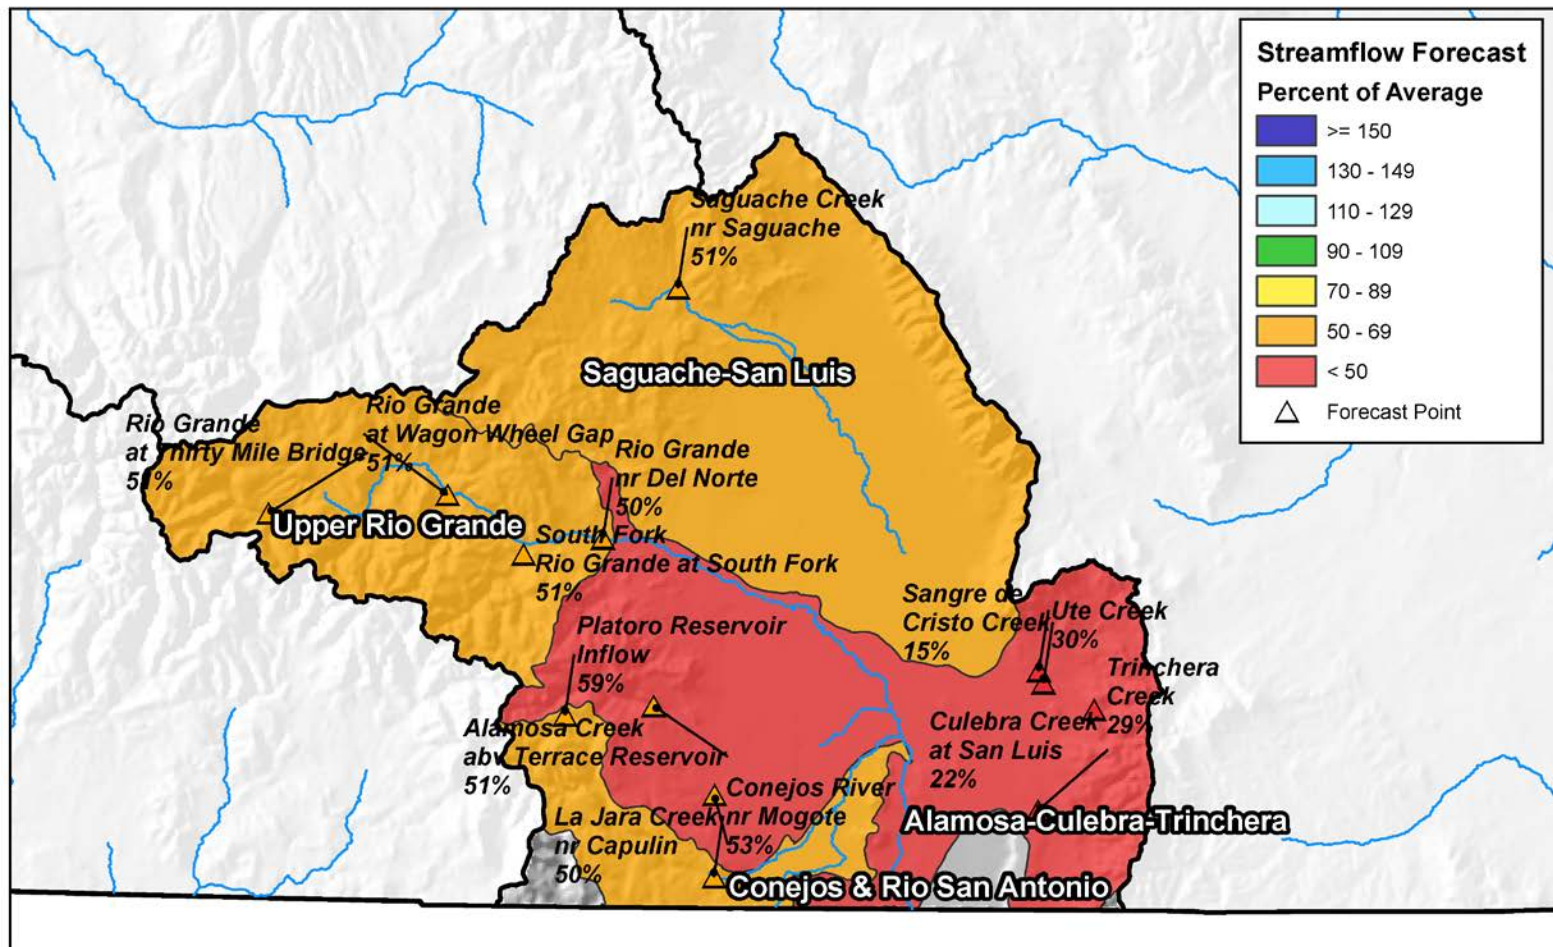 Streamflow Forecast
Percent of Average
>= 150
130 - 149
110 - 129
90 - 109
70 - 89
50 - 69
< 50
Forecast Point
Saguache Creek
nr Saguache
51%
Saguache-San Luis
Rio Grande
at Thirty Mile Bridge
51%
Rio Grande
at Wagon Wheel Gap
51%
Rio Grande
nr Del Norte
50%
Upper Rio Grande
South Fork
Rio Grande at South Fork
51%
Platoro Reservoir
Inflow
59%
Sangre de
Cristo Creek
15%
Ute Creek
30%
Trinchera
Creek
29%
Alamosa Creek
abv Terrace Reservoir
51%
Culebra Creek
at San Luis
22%
Conejos River
nr Mogote
53%
La Jara Creek
nr Capulin
50%
Alamosa-Culebra-Trinchera
Conejos & Rio San Antonio